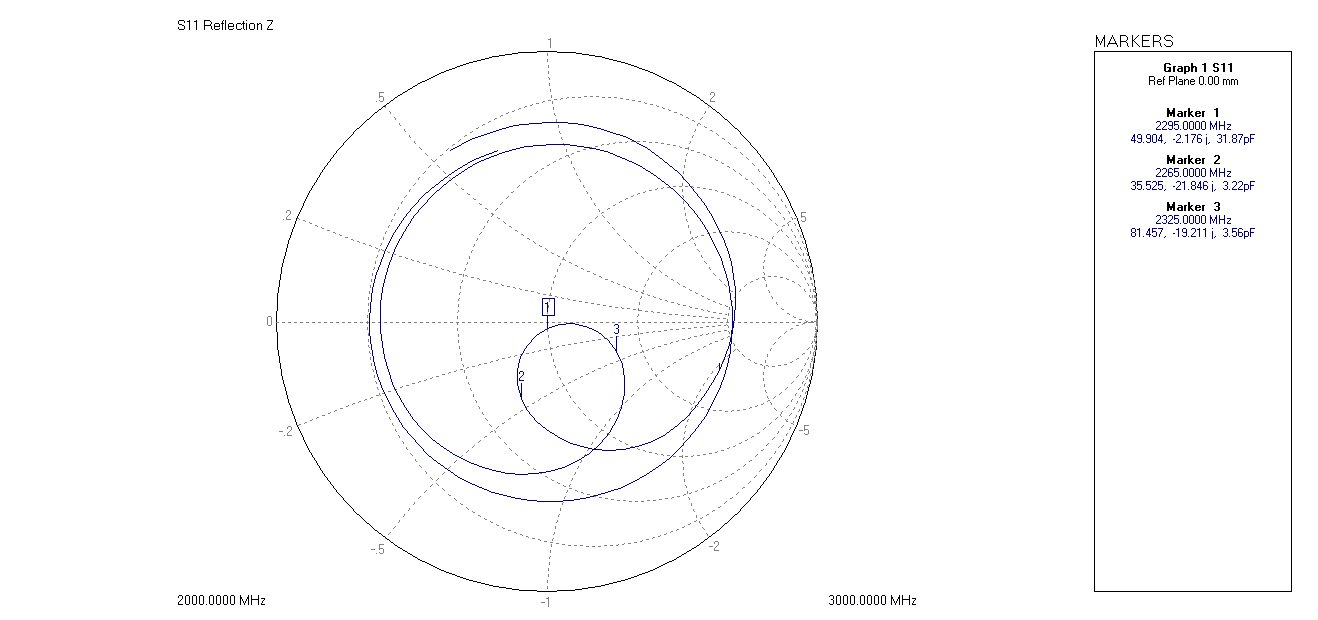 S11 Reflection Z
1
.5
2
.2
5
0
1
3
2
-.2
-5
-.5
-2
-1
2000.0000 MHz
3000.0000 MHz
MARKERS
Graph 1 S11
Ref Plane 0.00 mm
Marker 1
2295.0000 MHz
49.904, -2.176 j, 31.87pF
Marker 2
2265.0000 MHz
35.525, -21.846 j, 3.22pF
Marker 3
2325.0000 MHz
81.457, -19.211 j, 3.56pF